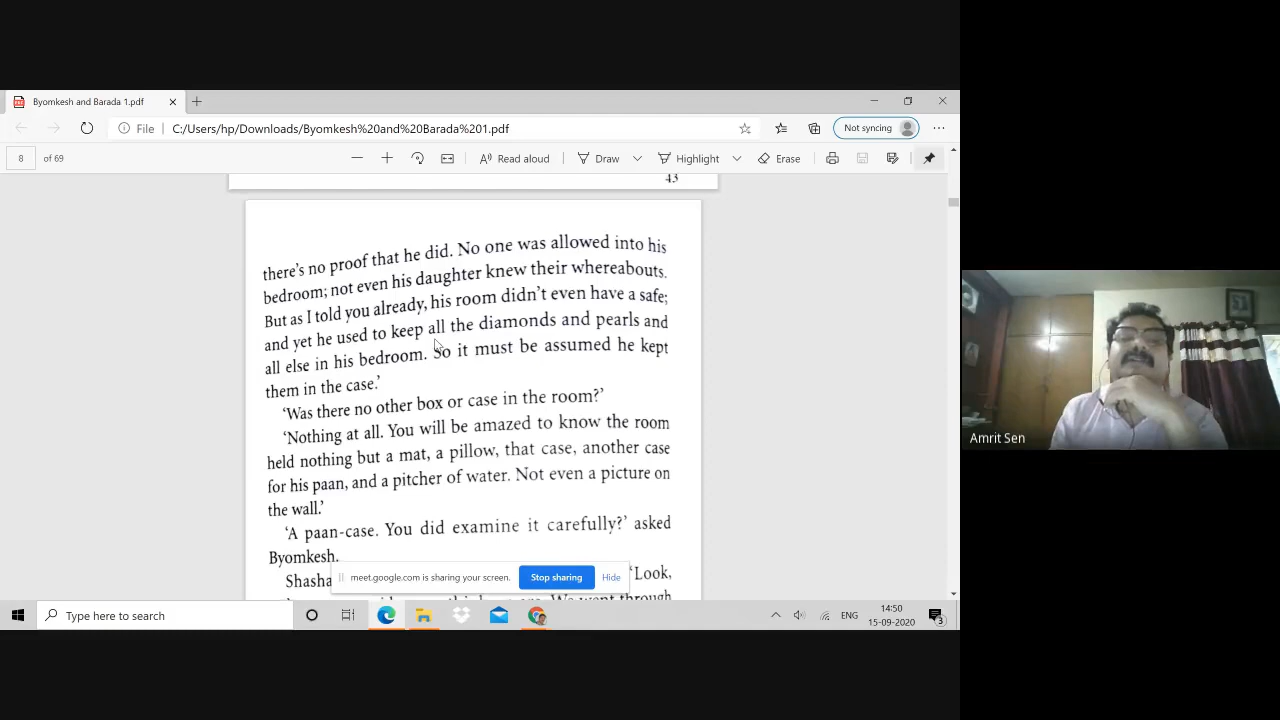 Byomkesh and Barada 1.pdf
File
C:/Users/hp/Downloads/Byomkesh%20and%20Barada%201.pdf
Not syncing
8 of 69
Read aloud
Draw
Highlight
Erase
43
there's no proof that he did. No one was allowed into his
bedroom; not even his daughter knew their whereabouts.
But as I told you already, his room didn't even have a safe;
and yet he used to keep all the diamonds and pearls and
all else in his bedroom. So it must be assumed he kept
them in the case.'
'Was there no other box or case in the room?'
'Nothing at all. You will be amazed to know the room
held nothing but a mat, a pillow, that case, another case
for his paan, and a pitcher of water. Not even a picture on
the wall.'
'A paan-case. You did examine it carefully?' asked
Byomkesh.
Shasha
'Look,
We went through
meet.google.com is sharing your screen.
Stop sharing
Hide
Amrit Sen
Type here to search
ENG
14:50
15-09-2020
3